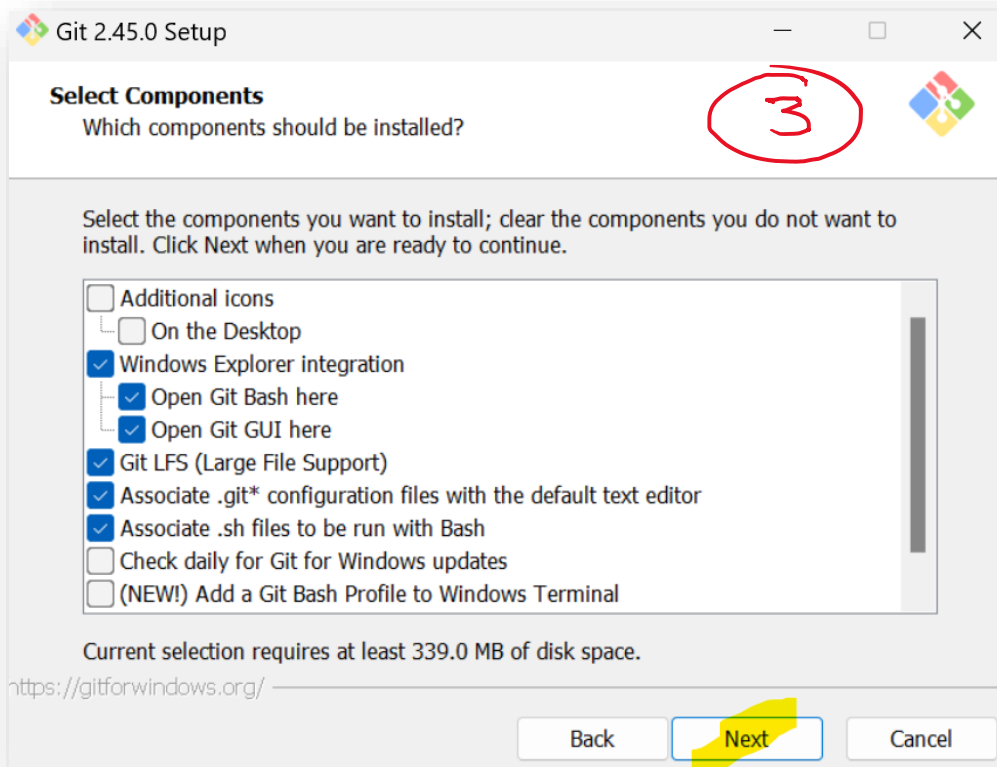 Git 2.45.0 Setup
Select Components
3
Which components should be installed?
Select the components you want to install; clear the components you do not want to
install. Click Next when you are ready to continue.
Additional icons
On the Desktop
Windows Explorer integration
Open Git Bash here
Open Git GUI here
Git LFS (Large File Support)
Associate .git* configuration files with the default text editor
Associate .sh files to be run with Bash
Check daily for Git for Windows updates
(NEW!) Add a Git Bash Profile to Windows Terminal
Current selection requires at least 339.0 MB of disk space.
https://gitforwindows.org/
Back Next Cancel